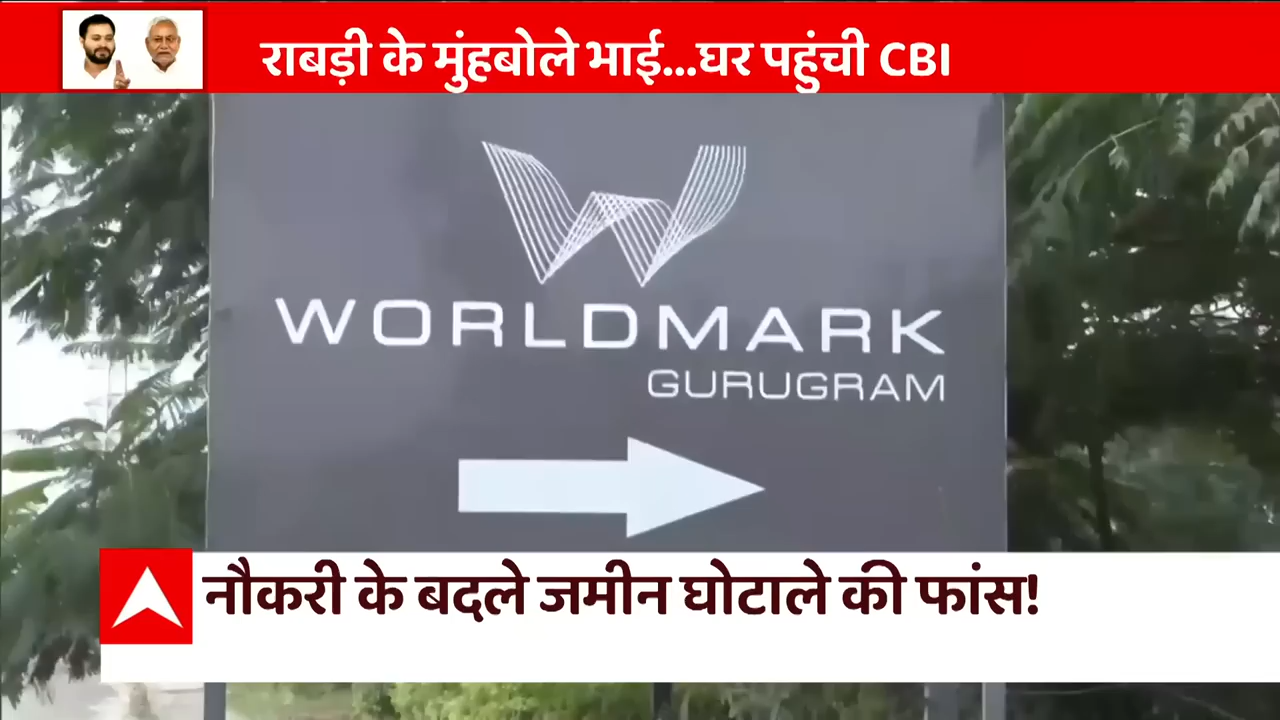 राबड़ी के मुंहबोले भाई...घर पहुंची CBI
WORLDMARK
GURUGRAM
नौकरी के बदले जमीन घोटाले की फांस!